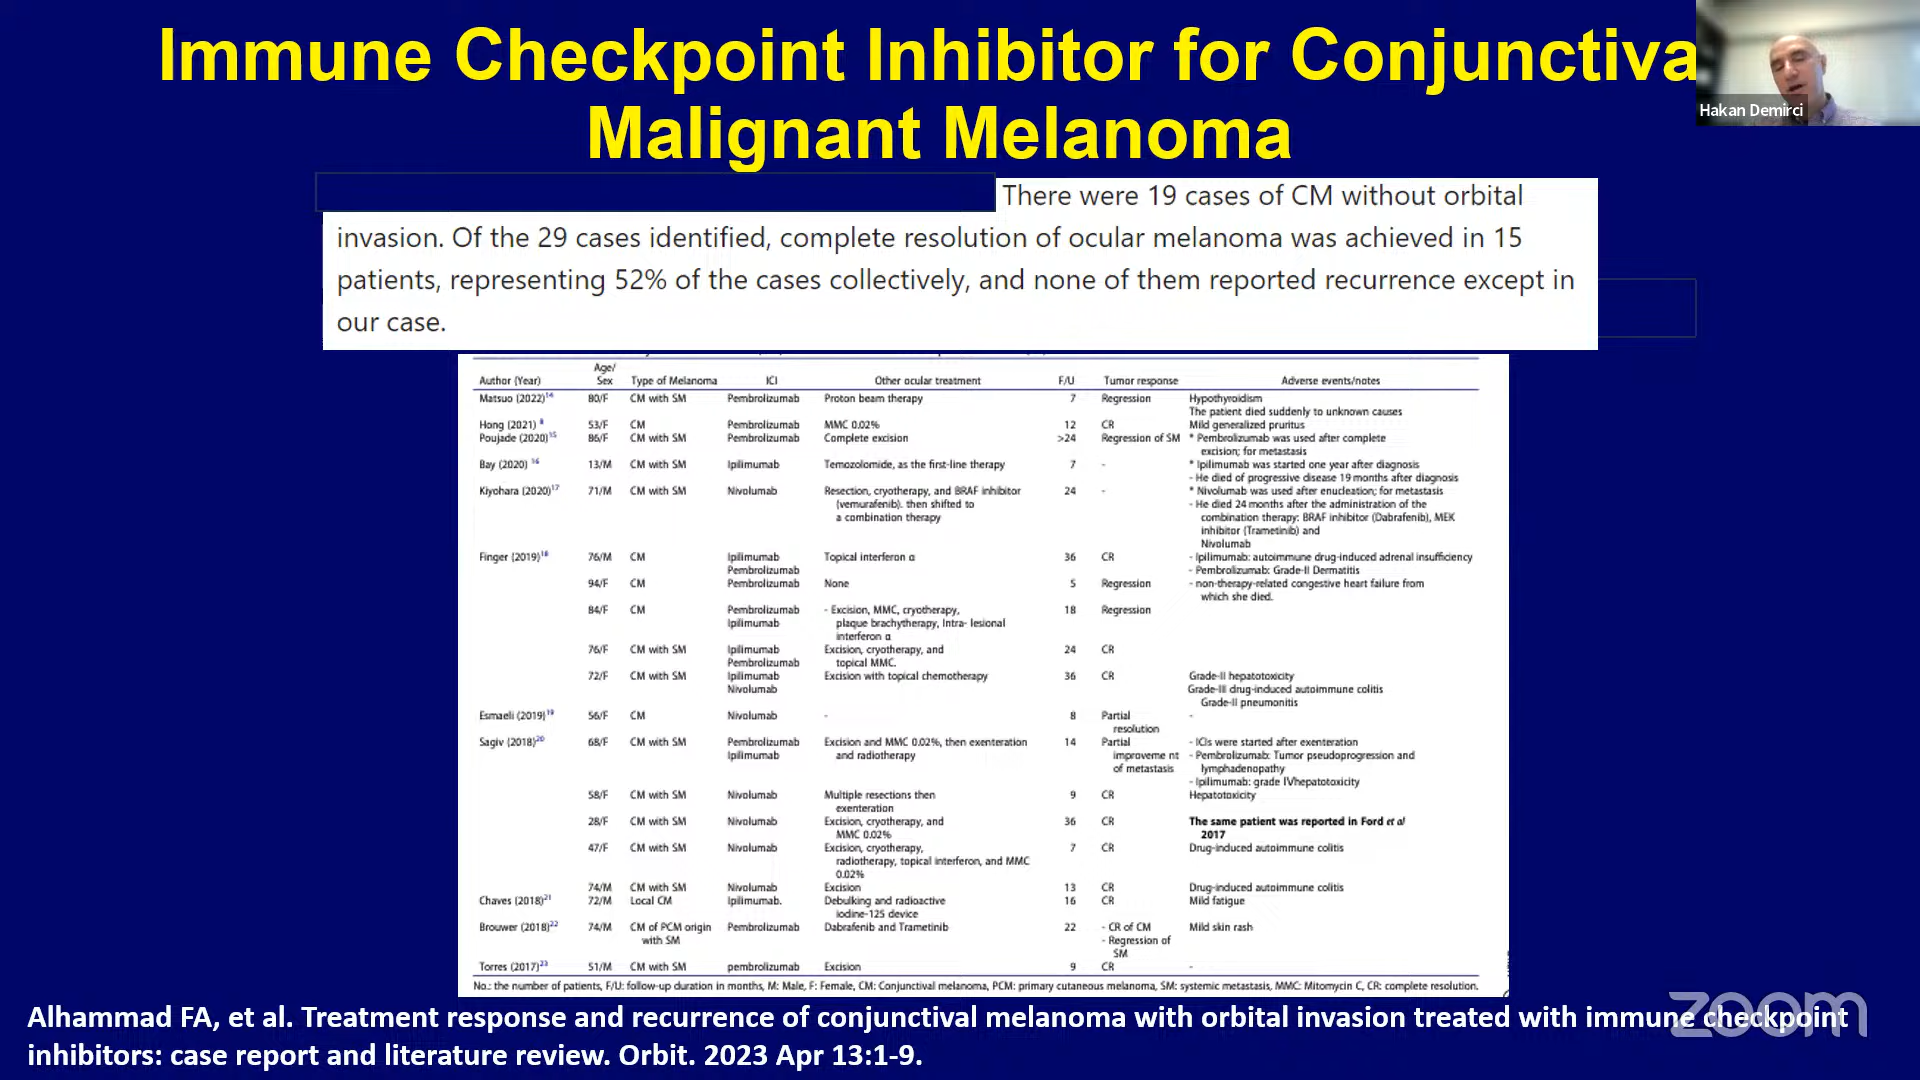 Immune Checkpoint Inhibitor for Conjunctiva
Malignant Melanoma
Hakan Demirci
There were 19 cases of CM without orbital
invasion. Of the 29 cases identified, complete resolution of ocular melanoma was achieved in 15
patients, representing 52% of the cases collectively, and none of them reported recurrence except in
our case.
Age/
Author (Year) Sex Type of Melanoma ICI Other ocular treatment F/U Tumor response Adverse events/notes
Matsuo (2022)14 80/F CM with SM Pembrolizumab Proton beam therapy 7 Regression Hypothyroidism
The patient died suddenly to unknown causes
Hong (2021) 8 53/F CM Pembrolizumab MMC 0.02% 12 CR Mild generalized pruritus
Poujade (2020)15 86/F CM with SM Pembrolizumab Complete excision >24 Regression of SM * Pembrolizumab was used after complete
excision; for metastasis
Bay (2020) 16 13/M CM with SM Ipilimumab Temozolomide, as the first-line therapy 7 - * Ipilimumab was started one year after diagnosis
- He died of progressive disease 19 months after diagnosis
Kiyohara (2020)17 71/M CM with SM Nivolumab Resection, cryotherapy, and BRAF inhibitor 24 - * Nivolumab was used after enucleation; for metastasis
(vemurafenib). then shifted to - He died 24 months after the administration of the
a combination therapy combination therapy: BRAF inhibitor (Dabrafenib), MEK
inhibitor (Trametinib) and
Nivolumab
Finger (2019)18 76/M CM Ipilimumab Topical interferon α 36 CR - Ipilimumab: autoimmune drug-induced adrenal insufficiency
Pembrolizumab - Pembrolizumab: Grade-II Dermatitis
94/F CM Pembrolizumab None 5 Regression - non-therapy-related congestive heart failure from
which she died.
84/F CM Pembrolizumab - Excision, MMC, cryotherapy, 18 Regression
Ipilimumab plaque brachytherapy, Intra- lesional
interferon α
76/F CM with SM Ipilimumab Excision, cryotherapy, and 24 CR
Pembrolizumab topical MMC.
72/F CM with SM Ipilimumab Excision with topical chemotherapy 36 CR Grade-II hepatotoxicity
Nivolumab Grade-III drug-induced autoimmune colitis
Grade-II pneumonitis
Esmaeli (2019)19 56/F CM Nivolumab - 8 Partial -
resolution
Sagiv (2018)20 68/F CM with SM Pembrolizumab Excision and MMC 0.02%, then exenteration 14 Partial - ICIs were started after exenteration
Ipilimumab and radiotherapy improveme nt - Pembrolizumab: Tumor pseudoprogression and
of metastasis lymphadenopathy
- Ipilimumab: grade IVhepatotoxicity
58/F CM with SM Nivolumab Multiple resections then 9 CR Hepatotoxicity
exenteration
28/F CM with SM Nivolumab Excision, cryotherapy, and 36 CR The same patient was reported in Ford et al
MMC 0.02% 2017
47/F CM with SM Nivolumab Excision, cryotherapy, 7 CR Drug-induced autoimmune colitis
radiotherapy, topical interferon, and MMC
0.02%
74/M CM with SM Nivolumab Excision 13 CR Drug-induced autoimmune colitis
Chaves (2018)21 72/M Local CM Ipilimumab. Debulking and radioactive 16 CR Mild fatigue
iodine-125 device
Brouwer (2018)22 74/M CM of PCM origin Pembrolizumab Dabrafenib and Trametinib 22 - CR of CM Mild skin rash
with SM - Regression of
SM
Torres (2017)23 51/M CM with SM pembrolizumab Excision 9 CR -
No.: the number of patients, F/U: follow-up duration in months, M: Male, F: Female, CM: Conjunctival melanoma, PCM: primary cutaneous melanoma, SM: systemic metastasis, MMC: Mitomycin C, CR: complete resolution.
Alhammad FA, et al. Treatment response and recurrence of conjunctival melanoma with orbital invasion treated with immune checkpoint
inhibitors: case report and literature review. Orbit. 2023 Apr 13:1-9.
zoom